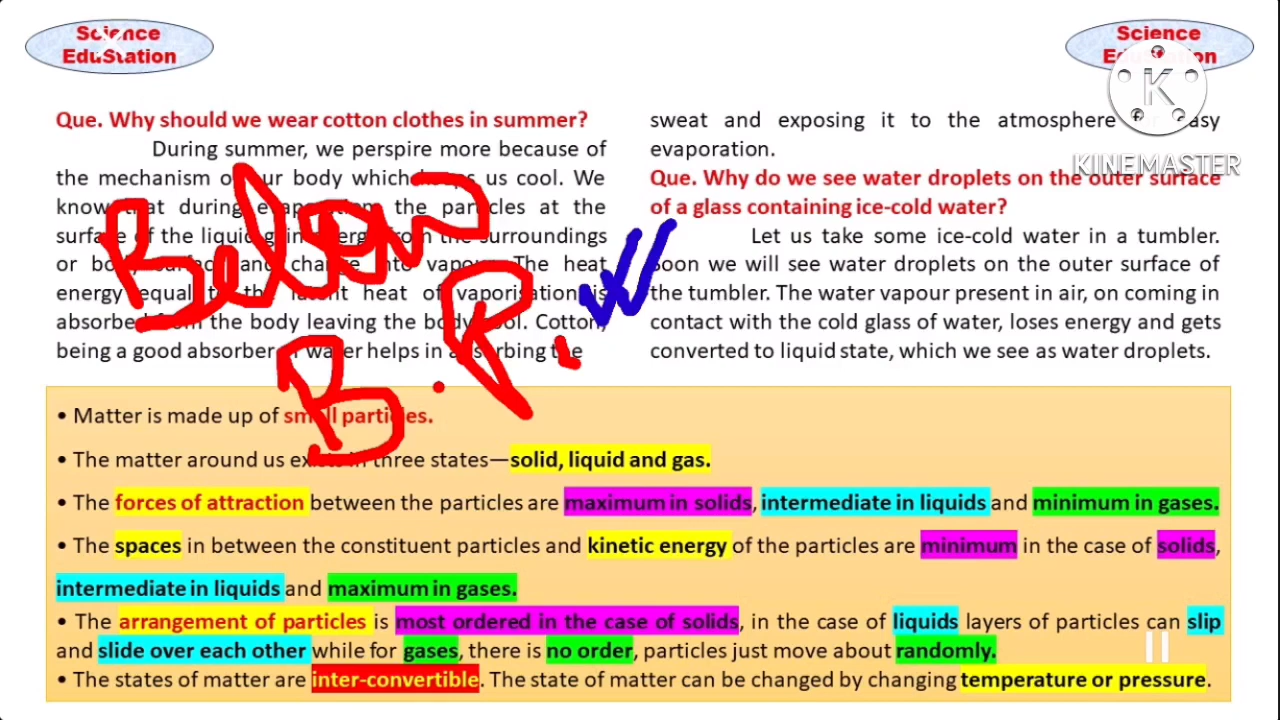 Science
EduStation
Science
KINEMASTER
Que. Why should we wear cotton clothes in summer?
During summer, we perspire more because of
the mechanism of our body which keeps us cool. We
know that during evaporation, the particles at the
surface of the liquid gain energy from the surroundings
or body surface and change into vapour. The heat
energy equal to the latent heat of vaporisation is
absorbed from the body leaving the body cool. Cotton,
being a good absorber of water helps in absorbing the
sweat and exposing it to the atmosphere for easy
evaporation.
Que. Why do we see water droplets on the outer surface
of a glass containing ice-cold water?
Let us take some ice-cold water in a tumbler.
Soon we will see water droplets on the outer surface of
the tumbler. The water vapour present in air, on coming in
contact with the cold glass of water, loses energy and gets
converted to liquid state, which we see as water droplets.
Below
B.P.
• Matter is made up of small particles.
• The matter around us exists in three states—solid, liquid and gas.
• The forces of attraction between the particles are maximum in solids, intermediate in liquids and minimum in gases.
• The spaces in between the constituent particles and kinetic energy of the particles are minimum in the case of solids,
intermediate in liquids and maximum in gases.
• The arrangement of particles is most ordered in the case of solids, in the case of liquids layers of particles can slip
and slide over each other while for gases, there is no order, particles just move about randomly.
• The states of matter are inter-convertible. The state of matter can be changed by changing temperature or pressure.